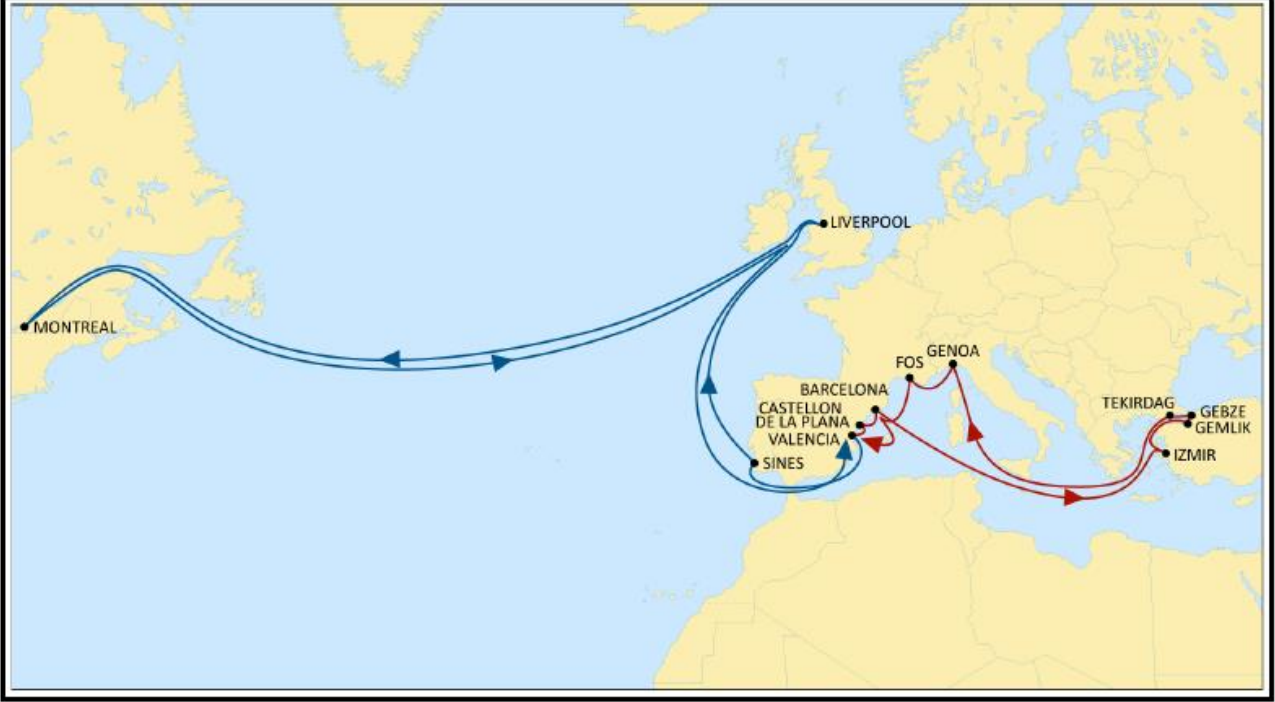 LIVERPOOL
MONTREAL
GENOA
FOS
BARCELONA
CASTELLON
DE LA PLANA
VALENCIA
SINES
TEKIRDAG
GEBZE
GEMLIK
IZMIR